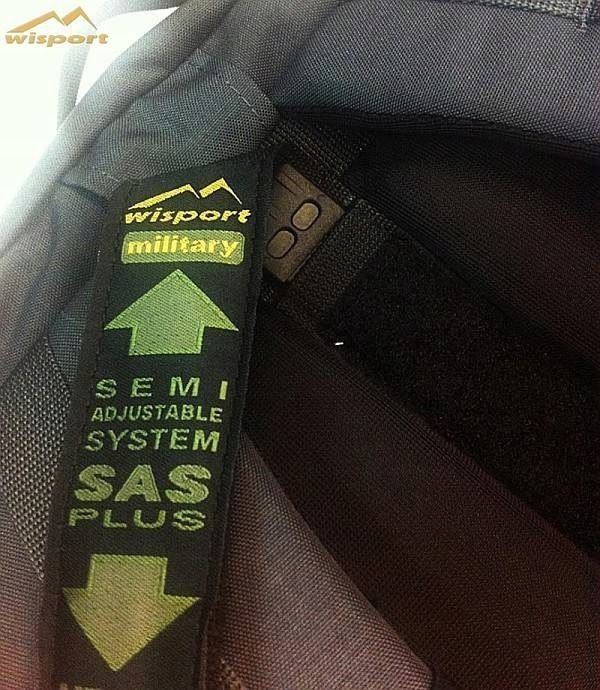 wisport
wisport
military
SEMI
ADJUSTABLE
SYSTEM
SAS
PLUS